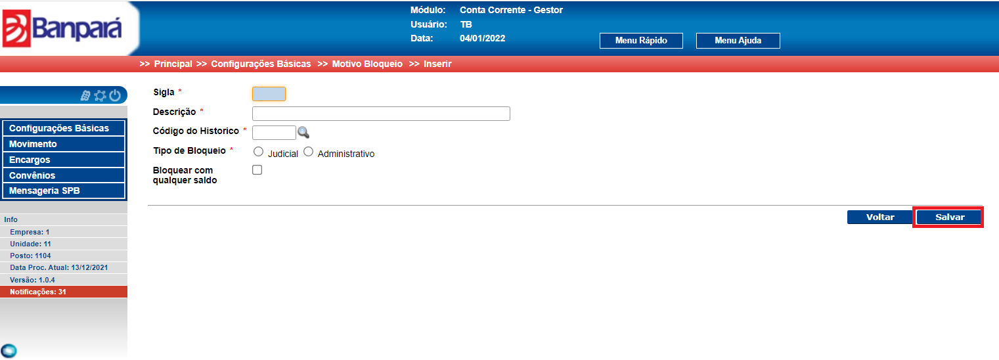 Banpará
Módulo: Conta Corrente - Gestor
Usuário: TB
Data: 04/01/2022
Menu Rápido
Menu Ajuda
>> Principal >> Configurações Básicas >> Motivo Bloqueio >> Inserir
Configurações Básicas
Movimento
Encargos
Convênios
Mensageria SPB
Info
Empresa: 1
Unidade: 11
Posto: 1104
Data Proc. Atual: 13/12/2021
Versão: 1.0.4
Notificações: 31
Sigla *
Descrição *
Código do Historico *
Tipo de Bloqueio * Judicial Administrativo
Bloquear com
qualquer saldo
Voltar
Salvar